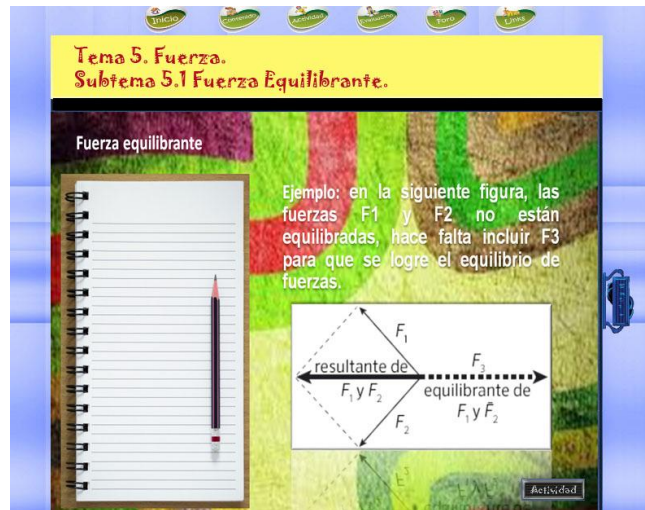 Inicio
Contenido
Actividad
Evaluación
Foro
Links
Tema 5. Fuerza.
Subtema 5.1 Fuerza Equilibrante.
Fuerza equilibrante
Ejemplo: en la siguiente figura, las
fuerzas F1 y F2 no están
equilibradas, hace falta incluir F3
para que se logre el equilibrio de
fuerzas.
F1
resultante de
F1 y F2
F3
equilibrante de
F1 y F2
F2
Actividad